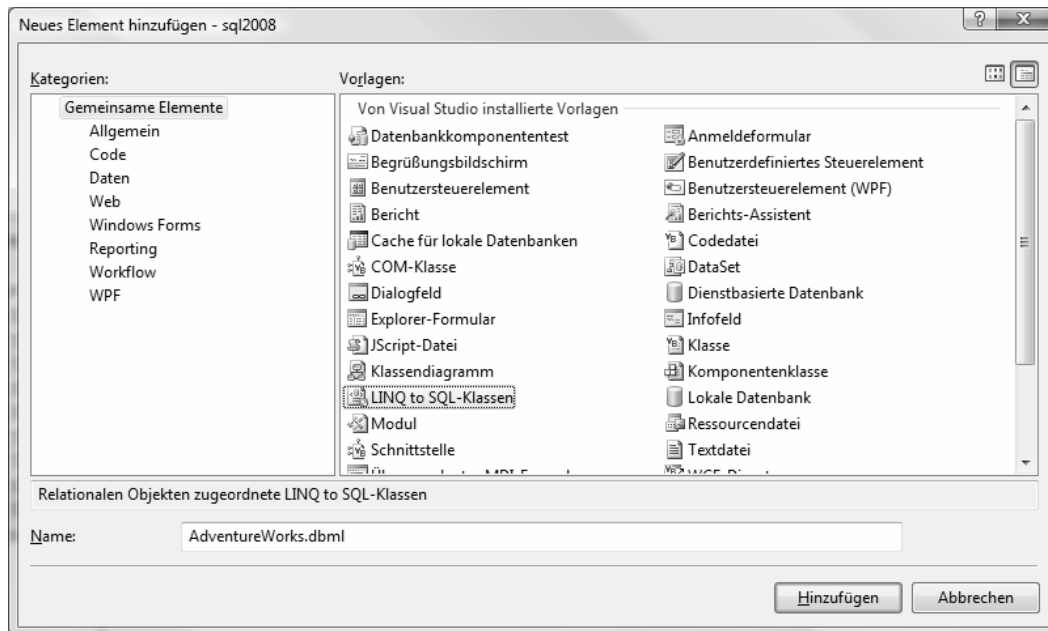 Neues Element hinzufügen - sql2008
Kategorien:
Vorlagen:
Gemeinsame Elemente
Allgemein
Code
Daten
Web
Windows Forms
Reporting
Workflow
WPF
Von Visual Studio installierte Vorlagen
Datenbankkomponententest
Anmeldeformular
Begrüßungsbildschirm
Benutzerdefiniertes Steuerelement
Benutzersteuerelement
Benutzersteuerelement (WPF)
Bericht
Berichts-Assistent
Cache für lokale Datenbanken
Codedatei
COM-Klasse
DataSet
Dialogfeld
Dienstbasierte Datenbank
Explorer-Formular
Infofeld
JScript-Datei
Klasse
Klassendiagramm
Komponentenklasse
LINQ to SQL-Klassen
Lokale Datenbank
Modul
Ressourcendatei
Schnittstelle
Textdatei
Relationalen Objekten zugeordnete LINQ to SQL-Klassen
Name:
AdventureWorks.dbml
Hinzufügen
Abbrechen